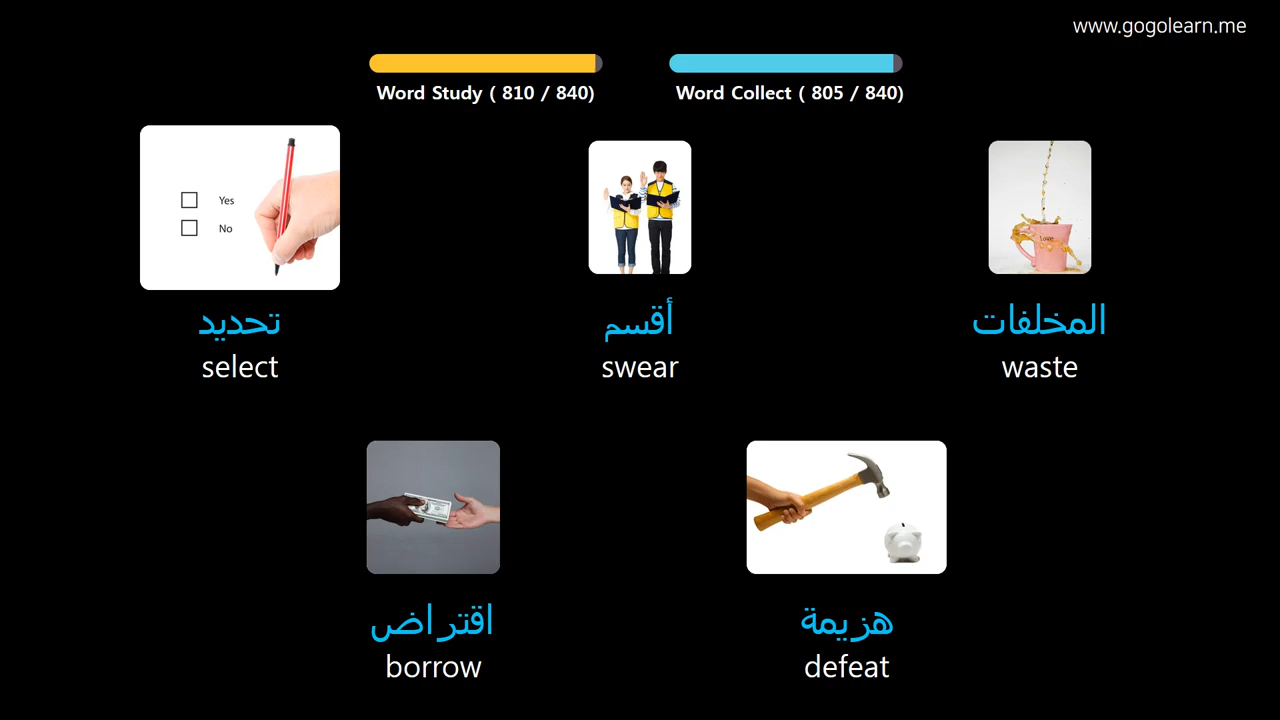 www.gogolearn.me
Word Study ( 810 / 840)
Word Collect ( 805 / 840)
Yes
No
Love
تحديد
select
أقسم
swear
المخلفات
waste
اقتراض
borrow
هزيمة
defeat